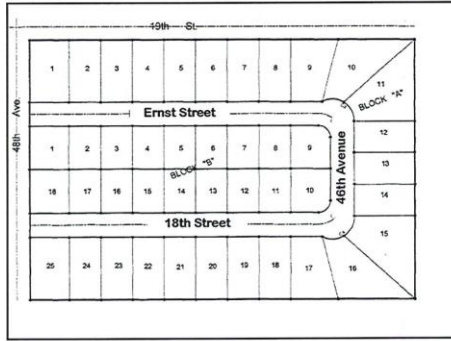 19th St.
48th Ave.
1 2 3 4 5 6 7 8 9 10 11
BLOCK "A"
Ernst Street
12
1 2 3 4 5 6 7 8 9
BLOCK "B"
46th Avenue
13
18 17 16 15 14 13 12 11 10
14
18th Street
15
25 24 23 22 21 20 19 18 17 16